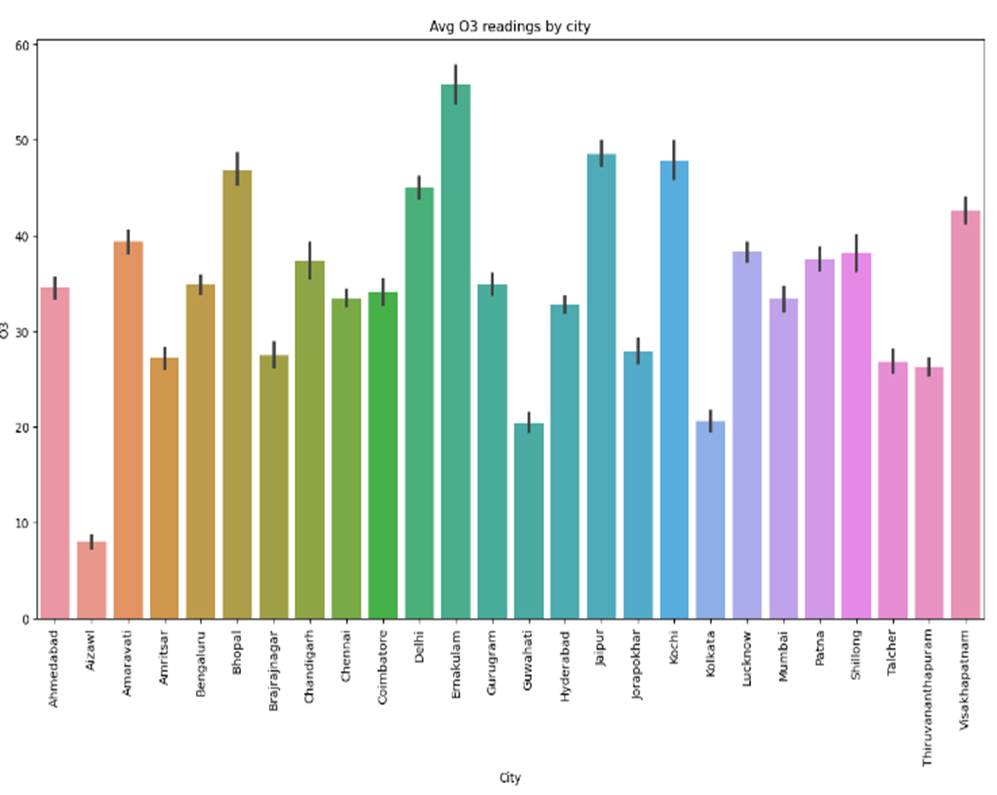 Avg O3 readings by city
60
50
40
30
20
10
0
O3
Ahmedabad
Aizawl
Amaravati
Amritsar
Bengaluru
Bhopal
Brajrajnagar
Chandigarh
Chennai
Coimbatore
Delhi
Ernakulam
Gurugram
Guwahati
Hyderabad
Jaipur
Jorapokhar
Kochi
Kolkata
Lucknow
Mumbai
Patna
Shillong
Talcher
Thiruvananthapuram
Visakhapatnam
City